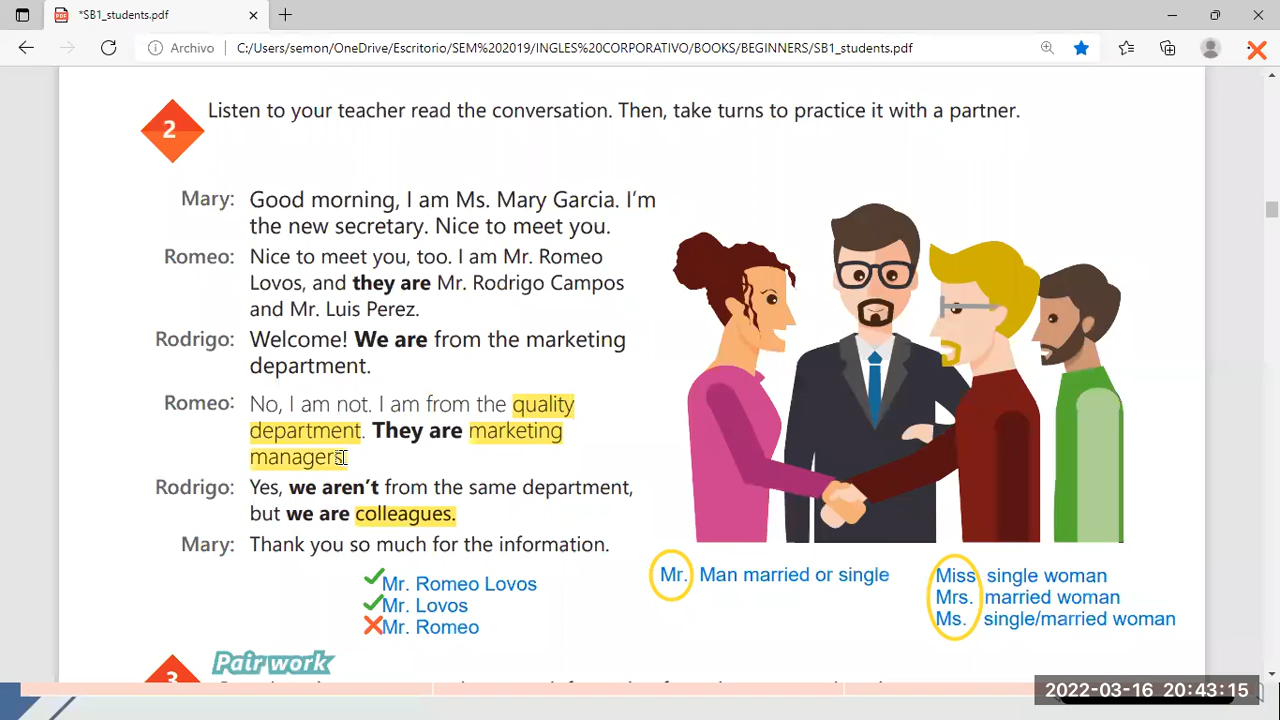 *SB1_students.pdf
Archivo C:/Users/semon/OneDrive/Escritorio/SEM%202019/INGLES%20CORPORATIVO/BOOKS/BEGINNERS/SB1_students.pdf
2 Listen to your teacher read the conversation. Then, take turns to practice it with a partner.
Mary: Good morning, I am Ms. Mary Garcia. I'm
the new secretary. Nice to meet you.
Romeo: Nice to meet you, too. I am Mr. Romeo
Lovos, and they are Mr. Rodrigo Campos
and Mr. Luis Perez.
Rodrigo: Welcome! We are from the marketing
department.
Romeo: No, I am not. I am from the quality
department. They are marketing
managers.
Rodrigo: Yes, we aren't from the same department,
but we are colleagues.
Mary: Thank you so much for the information.
Mr. Romeo Lovos
Mr. Lovos
Mr. Romeo
Mr. Man married or single
Miss single woman
Mrs. married woman
Ms. single/married woman
3 Pair work
2022-03-16 20:43:15